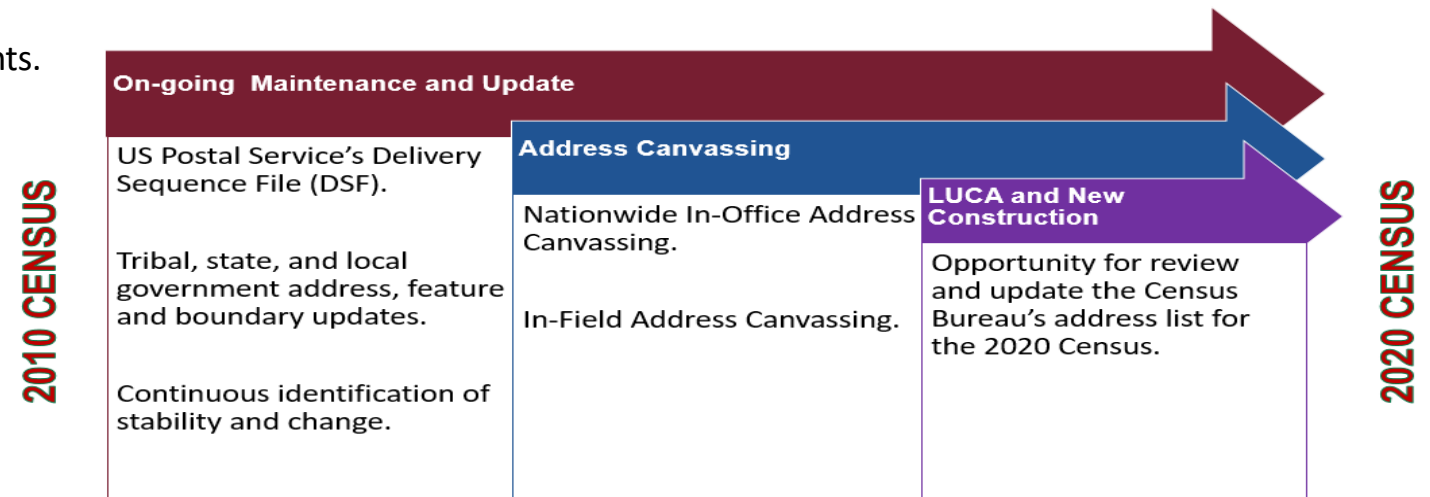 nts.
2010 CENSUS
On-going  Maintenance and Update
US Postal Service’s Delivery
Sequence File (DSF).
Tribal, state, and local
government address, feature
and boundary updates.
Continuous identification of
stability and change.
Address Canvassing
Nationwide In-Office Address
Canvassing.
In-Field Address Canvassing.
LUCA and New
Construction
Opportunity for review
and update the Census
Bureau’s address list for
the 2020 Census.
2020 CENSUS